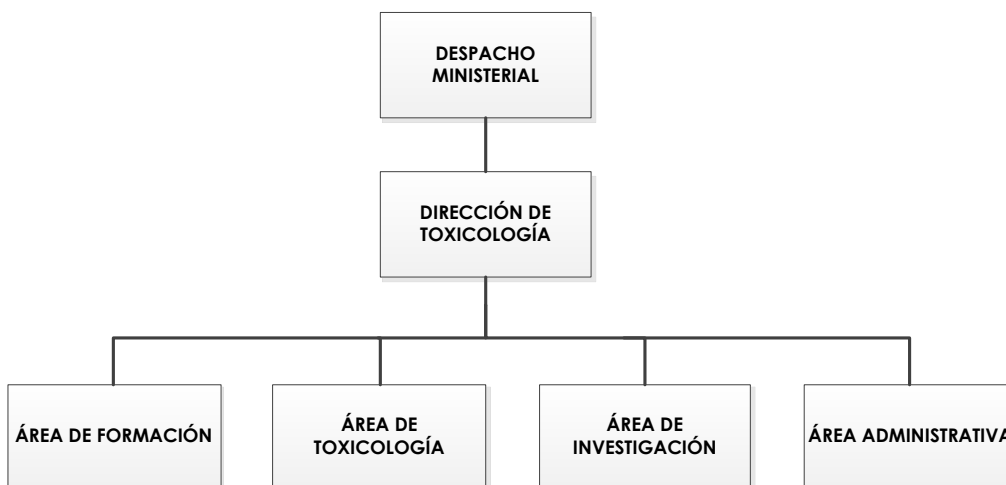 DESPACHO
MINISTERIAL
DIRECCIÓN DE
TOXICOLOGÍA
ÁREA DE FORMACIÓN
ÁREA DE
TOXICOLOGÍA
ÁREA DE
INVESTIGACIÓN
ÁREA ADMINISTRATIVA